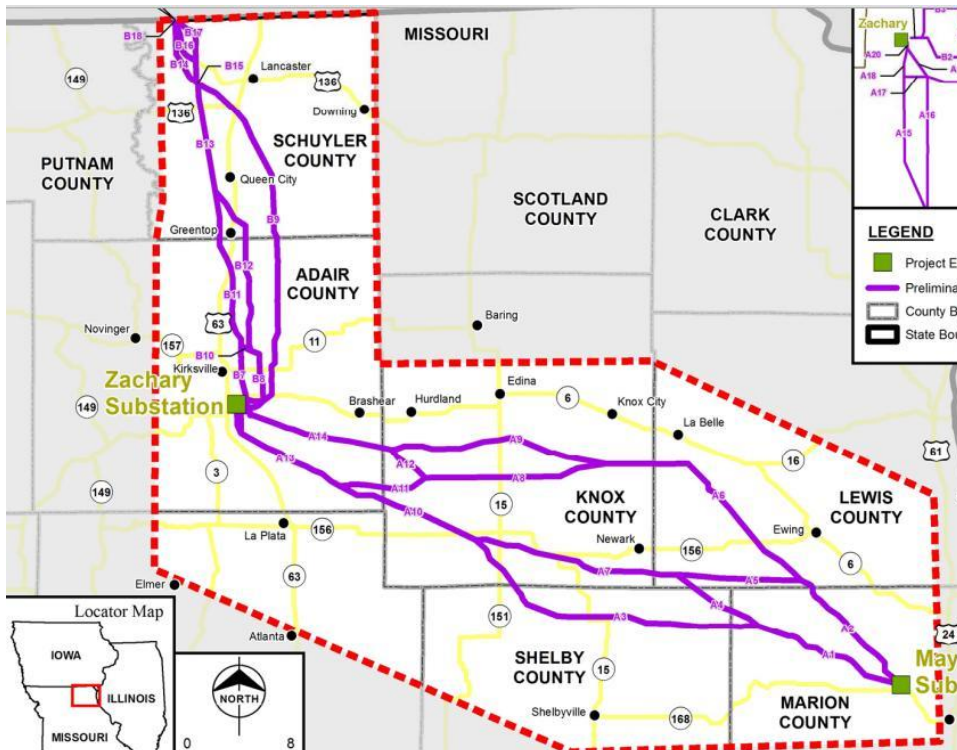 MISSOURI
B18
B17
B16
B14
B15
Lancaster
149
136
136
Downing
SCHUYLER
COUNTY
PUTNAM
COUNTY
B13
Queen City
B9
SCOTLAND
COUNTY
CLARK
COUNTY
Greentop
B12
ADAIR
COUNTY
B11
Novinger
157
63
11
Baring
B10
Kirksville
B7
B8
Zachary
Substation
149
Brashear
Hurdland
Edina
6
Knox City
La Belle
61
A14
A9
A12
A13
A8
A11
16
3
149
A10
15
KNOX
COUNTY
A6
LEWIS
COUNTY
La Plata
156
Newark
156
Ewing
6
Elmer
63
A7
A5
A4
151
A3
A2
24
Atlanta
A1
May
Sub
SHELBY
COUNTY
15
MARION
COUNTY
Shelbyville
168
Zachary
B2
A20
A18
A17
A16
A15
LEGEND
Project E
Prelimina
County B
State Bou
Locator Map
IOWA
ILLINOIS
MISSOURI
NORTH
0 8